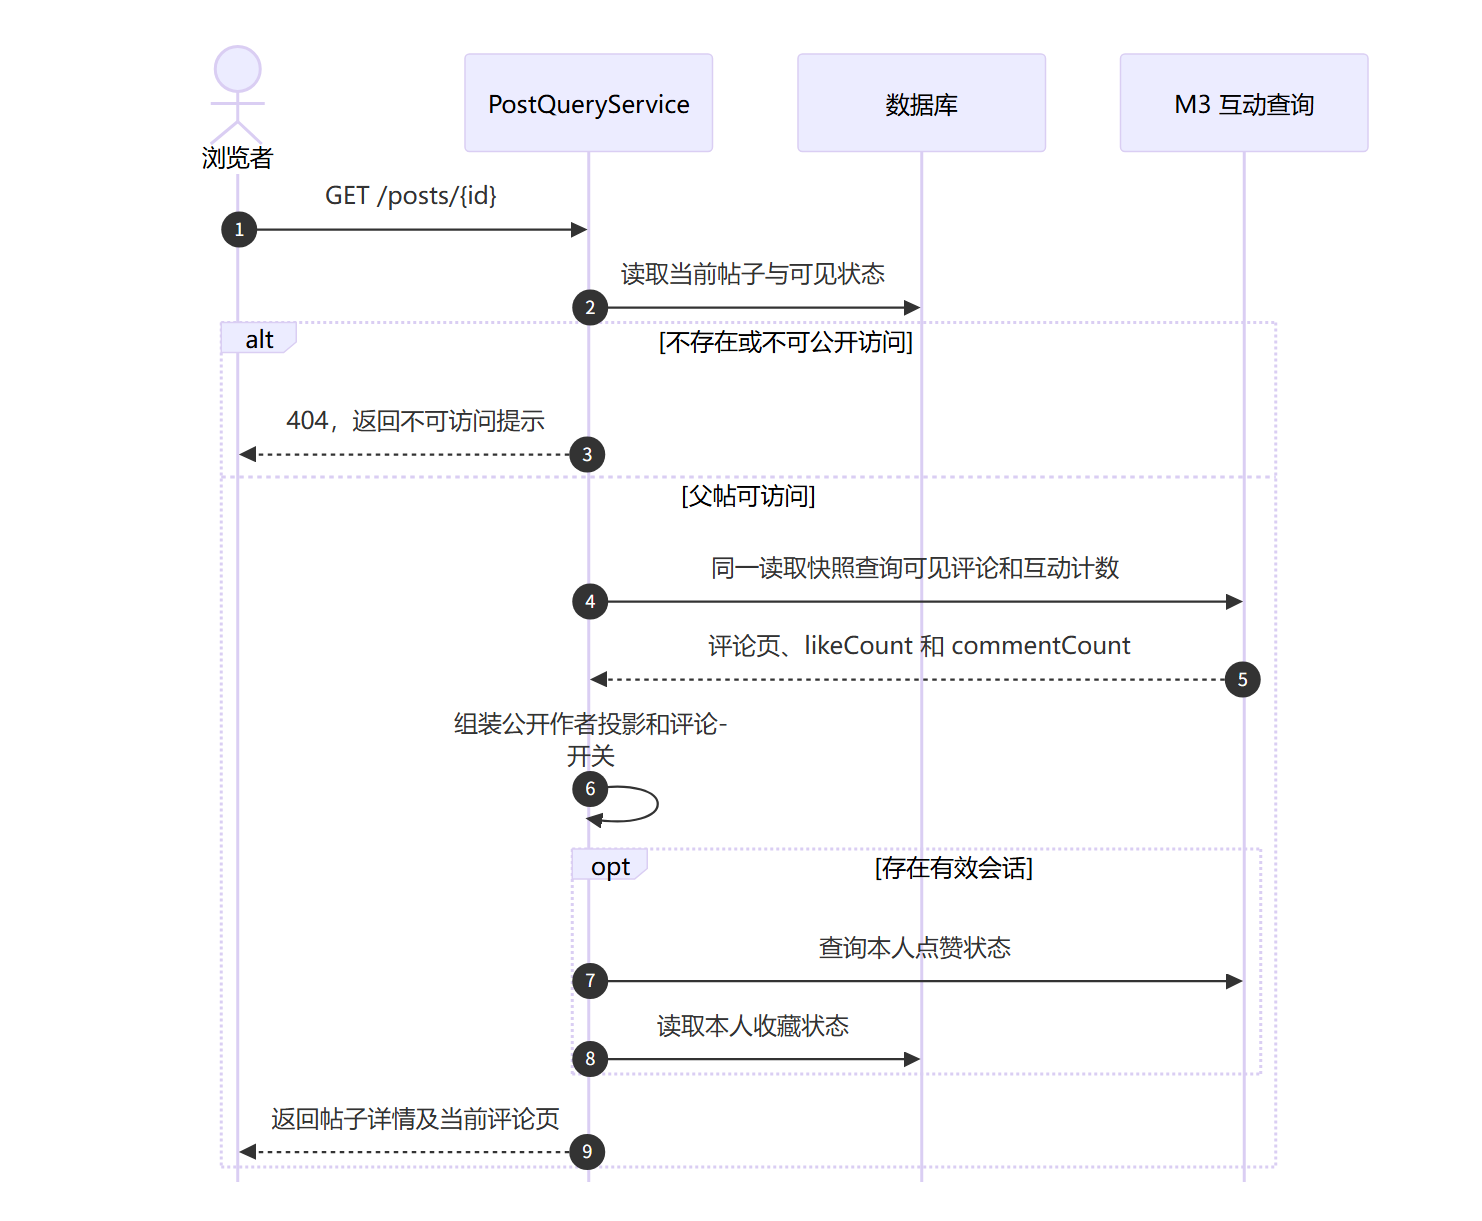 浏览者
PostQueryService
数据库
M3 互动查询
GET /posts/{id}
1
读取当前帖子与可见状态
2
alt
[不存在或不可公开访问]
404，返回不可访问提示
3
[父帖可访问]
同一读取快照查询可见评论和互动计数
4
评论页、likeCount 和 commentCount
5
组装公开作者投影和评论-
开关
6
opt
[存在有效会话]
查询本人点赞状态
7
读取本人收藏状态
8
返回帖子详情及当前评论页
9